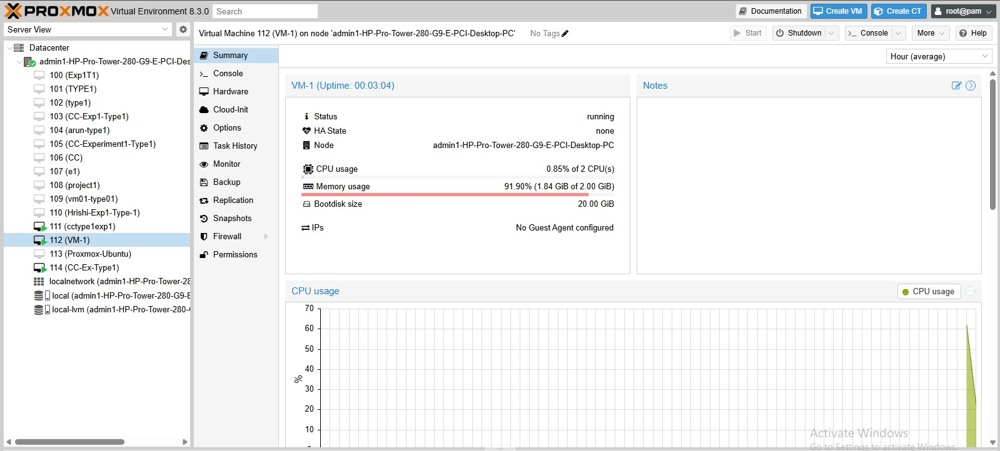 PROXMOX Virtual Environment 8.3.0 Search Documentation Create VM Create CT root@pam
Server View
Virtual Machine 112 (VM-1) on node 'admin1-HP-Pro-Tower-280-G9-E-PCI-Desktop-PC' No Tags Start Shutdown Console More Help
Datacenter
admin1-HP-Pro-Tower-280-G9-E-PCI-Des
100 (Exp1T1)
101 (TYPE1)
102 (type1)
103 (CC-Exp1-Type1)
104 (arun-type1)
105 (CC-Experiment1-Type1)
106 (CC)
107 (e1)
108 (project1)
109 (vm01-type01)
110 (Hrishi-Exp1-Type-1)
111 (cctype1exp1)
112 (VM-1)
113 (Proxmox-Ubuntu)
114 (CC-Ex-Type1)
localnetwork (admin1-HP-Pro-Tower-28
local (admin1-HP-Pro-Tower-280-G9-E
local-lvm (admin1-HP-Pro-Tower-280-
Summary
Console
Hardware
Cloud-Init
Options
Task History
Monitor
Backup
Replication
Snapshots
Firewall
Permissions
Hour (average)
VM-1 (Uptime: 00:03:04)
Status running
HA State none
Node admin1-HP-Pro-Tower-280-G9-E-PCI-Desktop-PC
CPU usage 0.85% of 2 CPU(s)
Memory usage 91.90% (1.84 GiB of 2.00 GiB)
Bootdisk size 20.00 GiB
IPs No Guest Agent configured
Notes
CPU usage CPU usage
70
60
50
40
%
30
20
10
Activate Windows
Go to Settings to activate Windows.